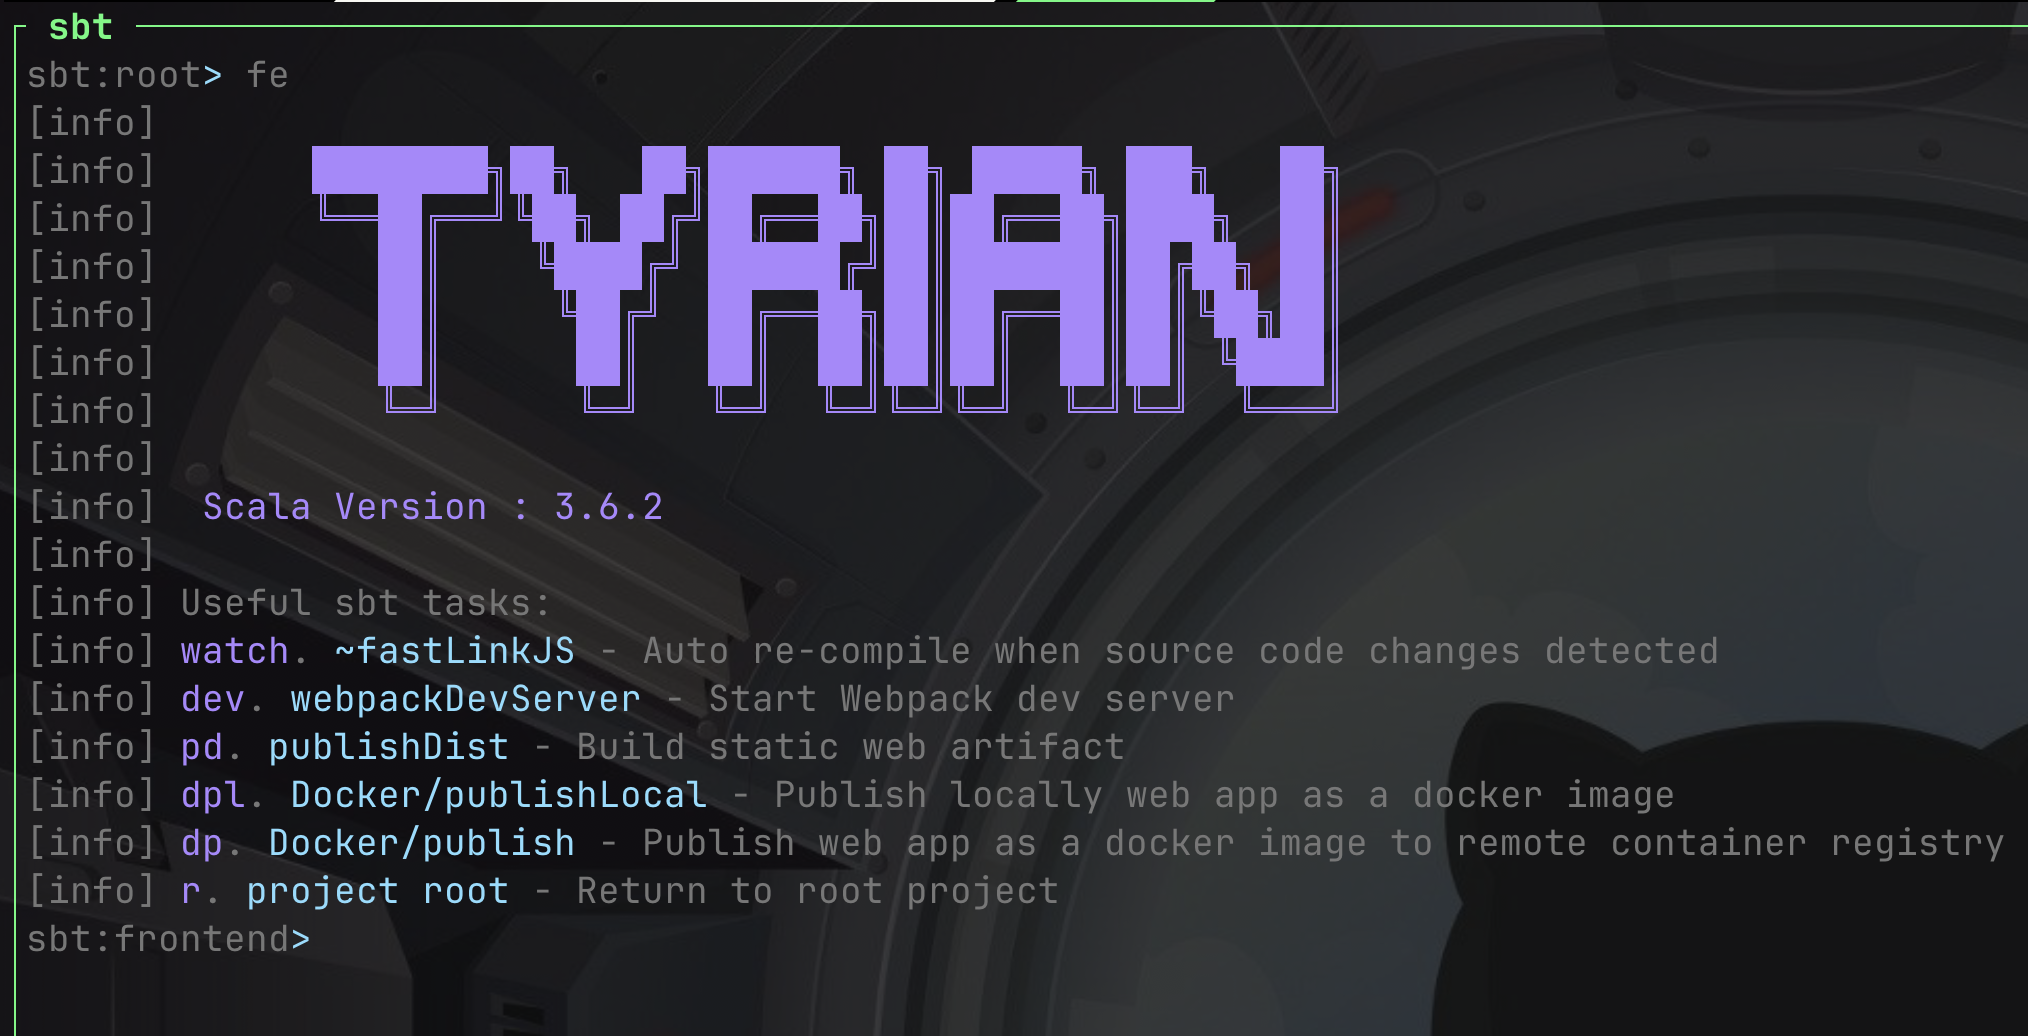 sbt
sbt:root> fe
[info]
[info] TYRIAN
[info]
[info]
[info]
[info]
[info]
[info]
[info]  Scala Version : 3.6.2
[info]
[info] Useful sbt tasks:
[info] watch. ~fastLinkJS - Auto re-compile when source code changes detected
[info] dev. webpackDevServer - Start Webpack dev server
[info] pd. publishDist - Build static web artifact
[info] dpl. Docker/publishLocal - Publish locally web app as a docker image
[info] dp. Docker/publish - Publish web app as a docker image to remote container registry
[info] r. project root - Return to root project
sbt:frontend>